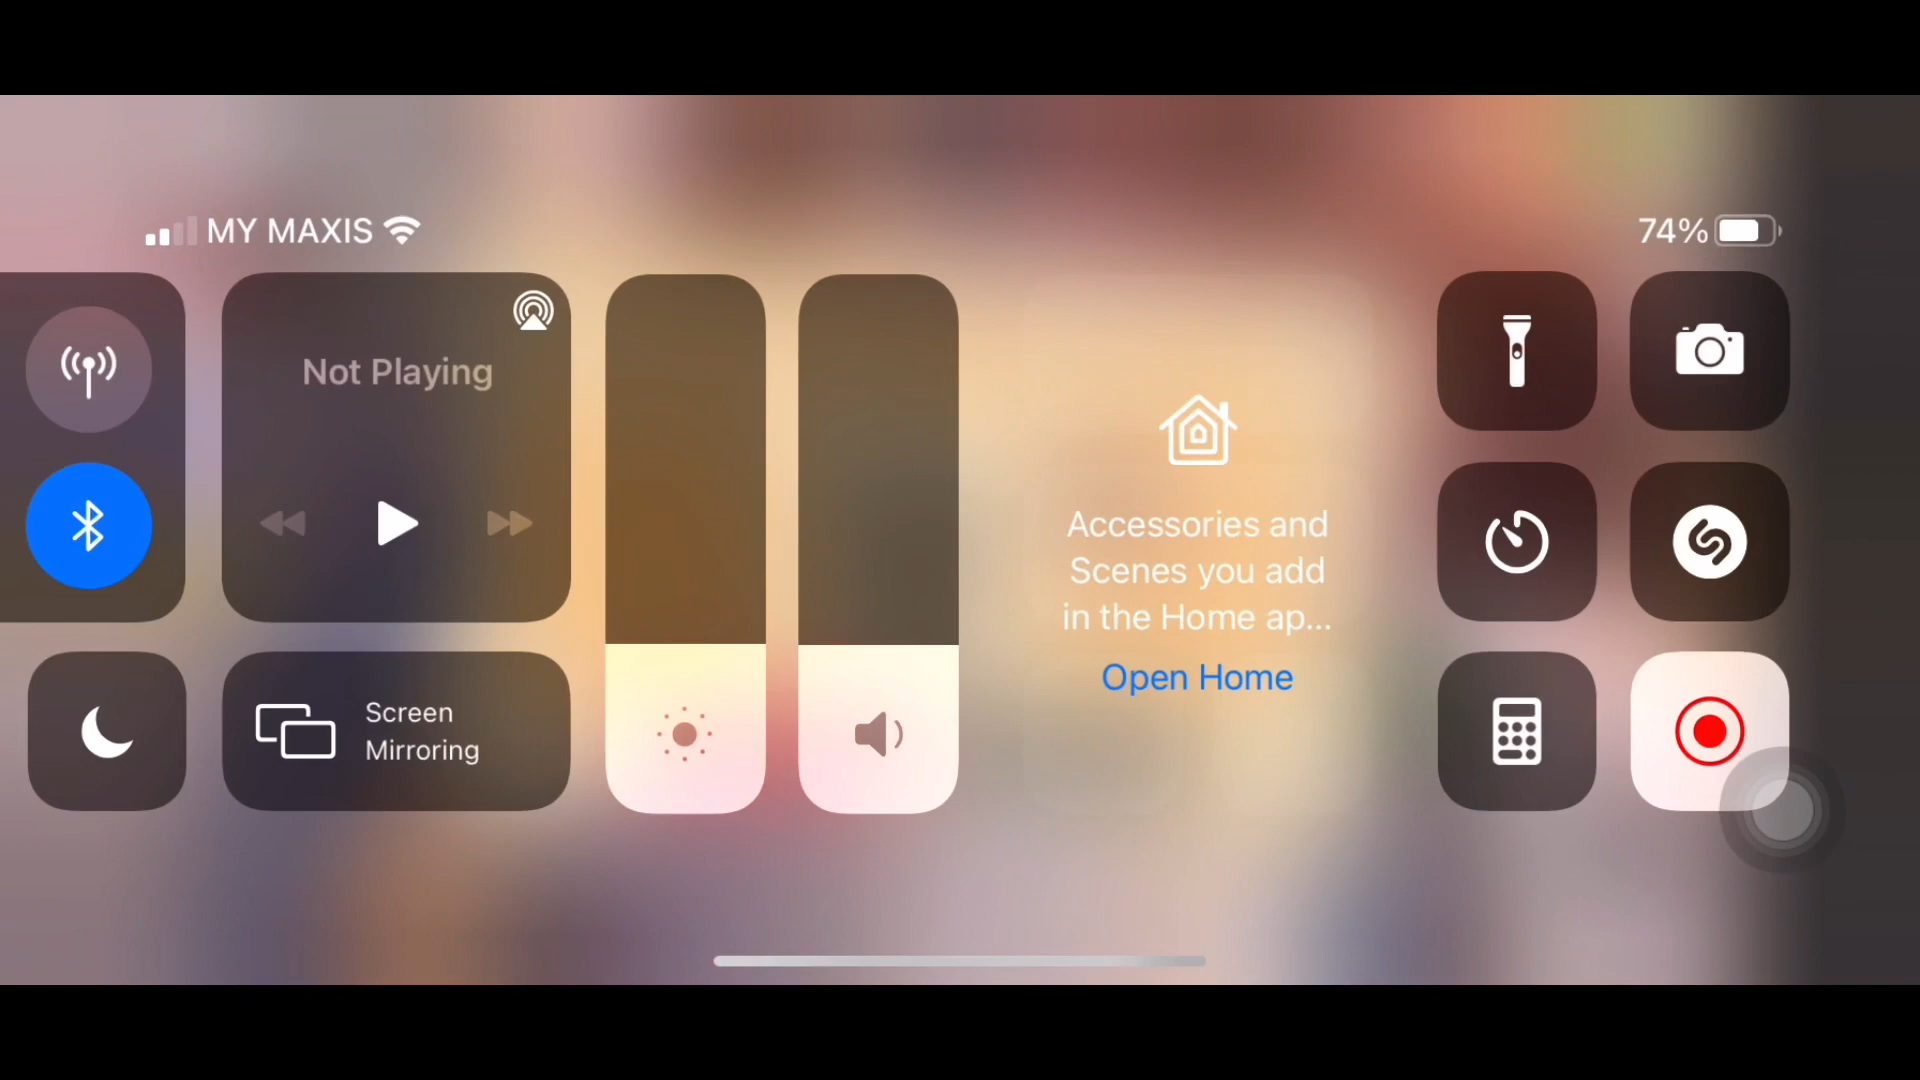 MY MAXIS
74%
Not Playing
Accessories and
Scenes you add
in the Home ap...
Open Home
Screen
Mirroring